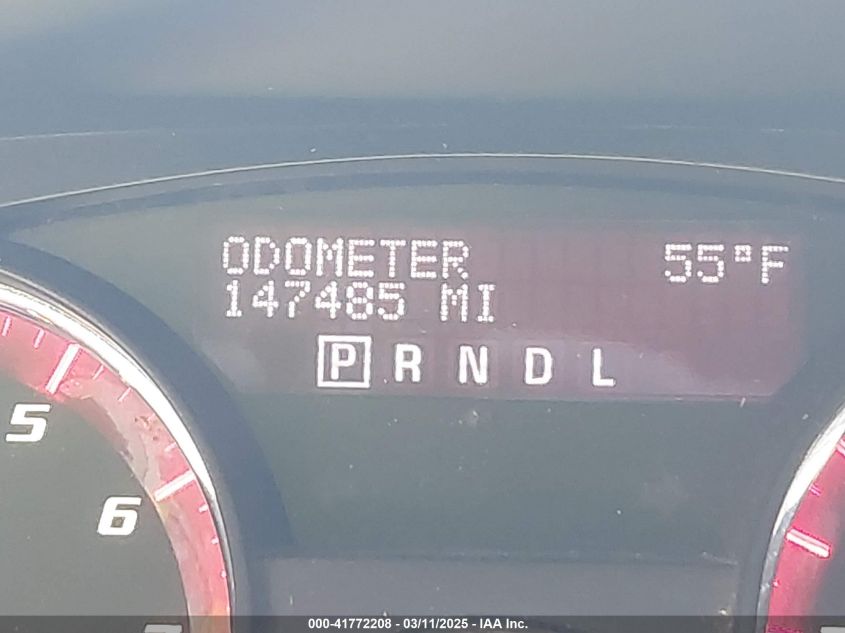 ODOMETER 55°F
147485 MI
P R N D L
5
6
000-41772208 - 03/11/2025 - IAA Inc.